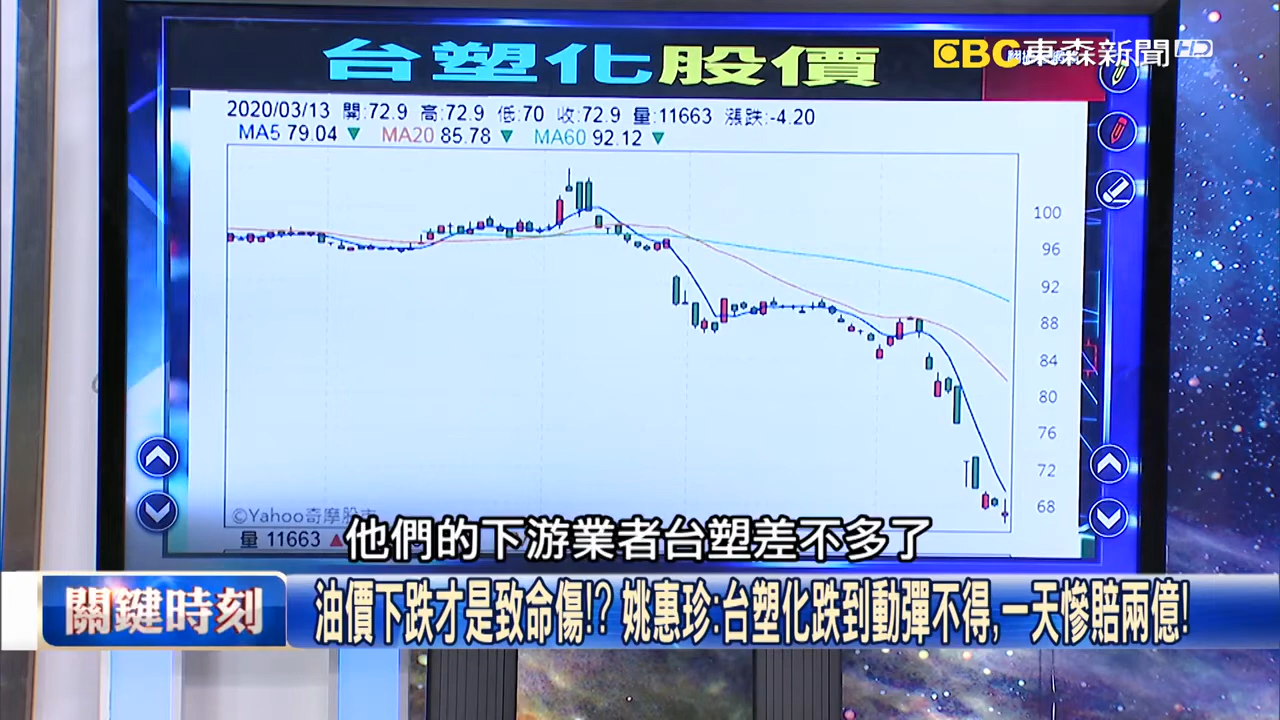 台塑化股價
EBC東森新聞HD
2020/03/13 開:72.9 高:72.9 低:70 收:72.9 量:11663 漲跌:-4.20
MA5 79.04 ▼ MA20 85.78 ▼ MA60 92.12 ▼
100
96
92
88
84
80
76
72
68
©Yahoo奇摩股市
量 11663 ▲
他們的下游業者台塑差不多了
關鍵時刻
油價下跌才是致命傷!? 姚惠珍:台塑化跌到動彈不得,一天慘賠兩億!